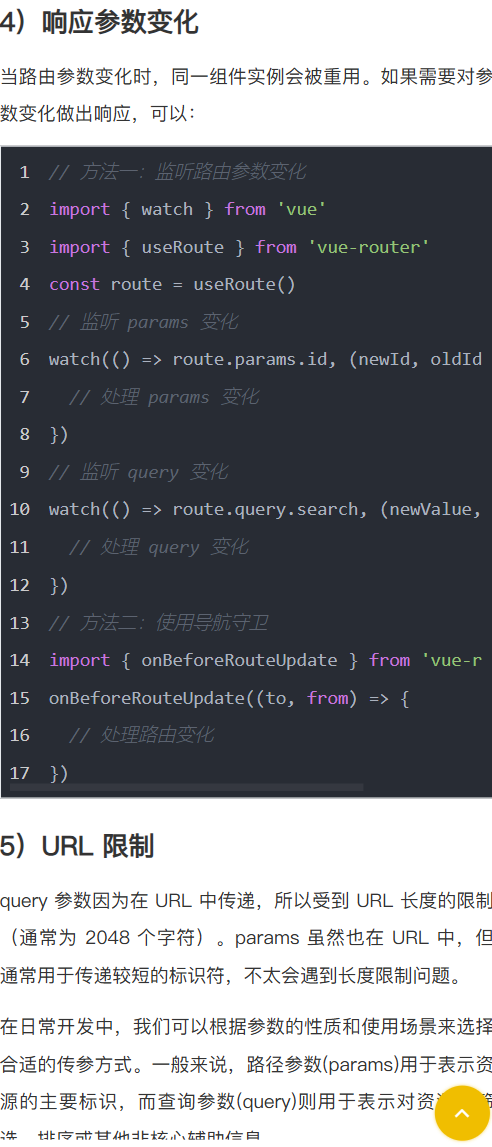 4）响应参数变化
当路由参数变化时，同一组件实例会被重用。如果需要对参
数变化做出响应，可以：
1 // 方法一：监听路由参数变化
2 import { watch } from 'vue'
3 import { useRoute } from 'vue-router'
4 const route = useRoute()
5 // 监听 params 变化
6 watch(() => route.params.id, (newId, oldId
7   // 处理 params 变化
8 })
9 // 监听 query 变化
10 watch(() => route.query.search, (newValue,
11   // 处理 query 变化
12 })
13 // 方法二：使用导航守卫
14 import { onBeforeRouteUpdate } from 'vue-r
15 onBeforeRouteUpdate((to, from) => {
16   // 处理路由变化
17 })
5）URL 限制
query 参数因为在 URL 中传递，所以受到 URL 长度的限制
（通常为 2048 个字符）。params 虽然也在 URL 中，但
通常用于传递较短的标识符，不太会遇到长度限制问题。
在日常开发中，我们可以根据参数的性质和使用场景来选择
合适的传参方式。一般来说，路径参数(params)用于表示资
源的主要标识，而查询参数(query)则用于表示对资
选、排序或其他非核心辅助信息